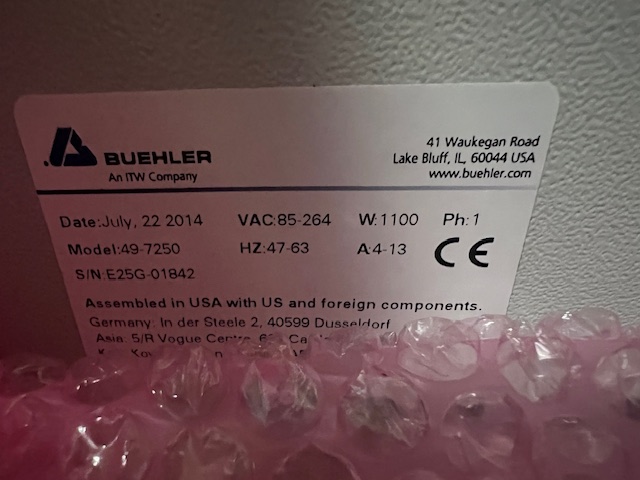 BUEHLER
An ITW Company
41 Waukegan Road
Lake Bluff, IL, 60044 USA
www.buehler.com
Date:July, 22 2014 VAC:85-264 W:1100 Ph:1
Model:49-7250 HZ:47-63 A:4-13 CE
S/N:E25G-01842
Assembled in USA with US and foreign components.
Germany: In der Steele 2, 40599 Dusseldorf
Asia: 5/R Vogue